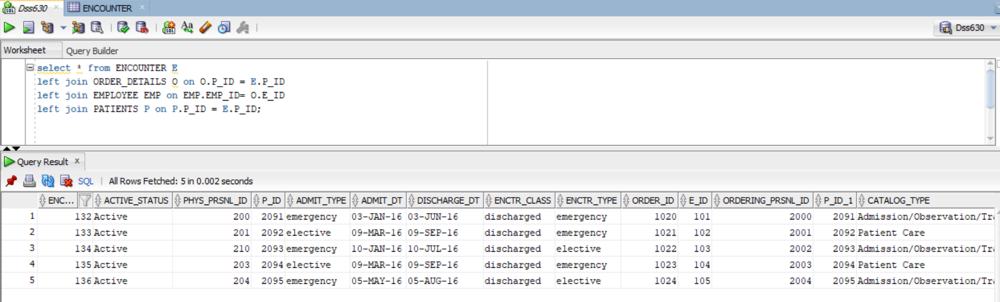 Dss630 ENCOUNTER
SQL Aa Dss630
Worksheet Query Builder
select * from ENCOUNTER E
left join ORDER_DETAILS O on O.P_ID = E.P_ID
left join EMPLOYEE EMP on EMP.EMP_ID= O.E_ID
left join PATIENTS P on P.P_ID = E.P_ID;
Query Result x
SQL | All Rows Fetched: 5 in 0.002 seconds
ENC... ACTIVE_STATUS PHYS_PRSNL_ID P_ID ADMIT_TYPE ADMIT_DT DISCHARGE_DT ENCTR_CLASS ENCTR_TYPE ORDER_ID E_ID ORDERING_PRSNL_ID P_ID_1 CATALOG_TYPE
1 132 Active 200 2091 emergency 03-JAN-16 03-JUN-16 discharged emergency 1020 101 2000 2091 Admission/Observation/Tr
2 133 Active 201 2092 elective 09-MAR-16 09-SEP-16 discharged emergency 1021 102 2001 2092 Patient Care
3 134 Active 210 2093 emergency 10-JAN-16 10-JUL-16 discharged elective 1022 103 2002 2093 Admission/Observation/Tr
4 135 Active 203 2094 elective 09-MAR-16 09-SEP-16 discharged emergency 1023 104 2003 2094 Patient Care
5 136 Active 204 2095 emergency 05-MAY-16 05-AUG-16 discharged elective 1024 105 2004 2095 Admission/Observation/Tr